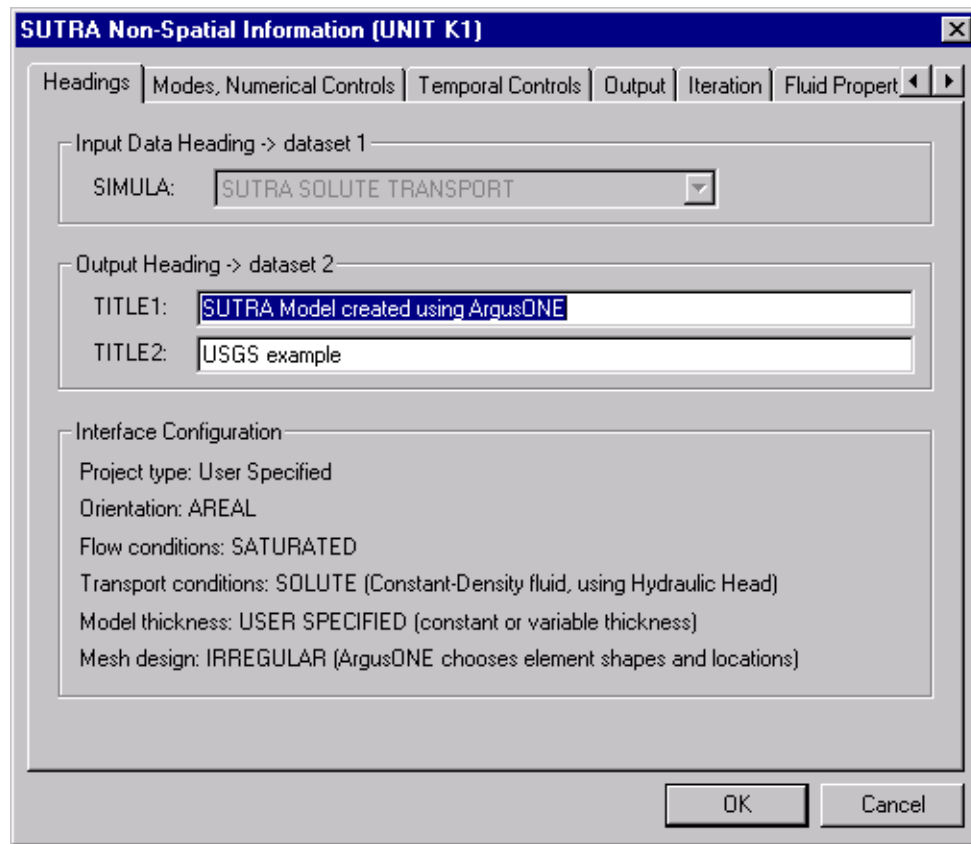 SUTRA Non-Spatial Information (UNIT K1)
Headings Modes, Numerical Controls Temporal Controls Output Iteration Fluid Propert
Input Data Heading -> dataset 1
SIMULA: SUTRA SOLUTE TRANSPORT
Output Heading -> dataset 2
TITLE1: SUTRA Model created using ArgusONE
TITLE2: USGS example
Interface Configuration
Project type: User Specified
Orientation: AREAL
Flow conditions: SATURATED
Transport conditions: SOLUTE (Constant-Density fluid, using Hydraulic Head)
Model thickness: USER SPECIFIED (constant or variable thickness)
Mesh design: IRREGULAR (ArgusONE chooses element shapes and locations)
OK Cancel